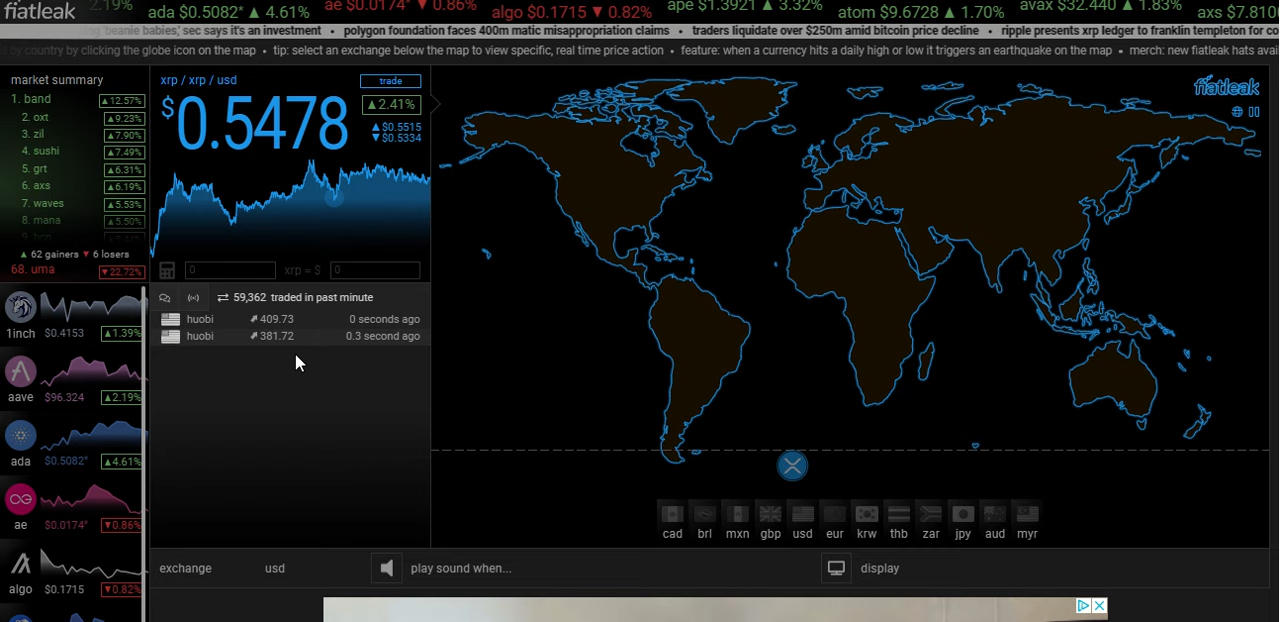 fiatleak
2.19% ada $0.5082* ▲ 4.61% ae $0.0174* ▼ 0.86% algo $0.1715 ▼ 0.82% ape $1.3921 ▲ 3.32% atom $9.6728 ▲ 1.70% avax $32.440 ▲ 1.83% axs $7.810
'beanie babies,' sec says it's an investment • polygon foundation faces 400m matic misappropriation claims • traders liquidate over $250m amid bitcoin price decline • ripple presents xrp ledger to franklin templeton for co
by country by clicking the globe icon on the map • tip: select an exchange below the map to view specific, real time price action • feature: when a currency hits a daily high or low it triggers an earthquake on the map • merch: new fiatleak hats avai
market summary
1. band ▲12.57%
2. oxt ▲9.23%
3. zil ▲7.90%
4. sushi ▲7.49%
5. grt ▲6.31%
6. axs ▲6.19%
7. waves ▲5.53%
8. mana ▲5.50%
▲ 62 gainers ▼ 6 losers
68. uma ▼22.72%
1inch $0.4153 ▲1.39%
aave $96.324 ▲2.19%
ada $0.5082* ▲4.61%
ae $0.0174* ▼0.86%
algo $0.1715 ▼0.82%
xrp / xrp / usd
trade
$0.5478
▲2.41%
▲$0.5515
▼$0.5334
0 xrp = $ 0
⇄ 59,362 traded in past minute
huobi 409.73 0 seconds ago
huobi 381.72 0.3 second ago
fiatleak
cad brl mxn gbp usd eur krw thb zar jpy aud myr
exchange usd play sound when... display